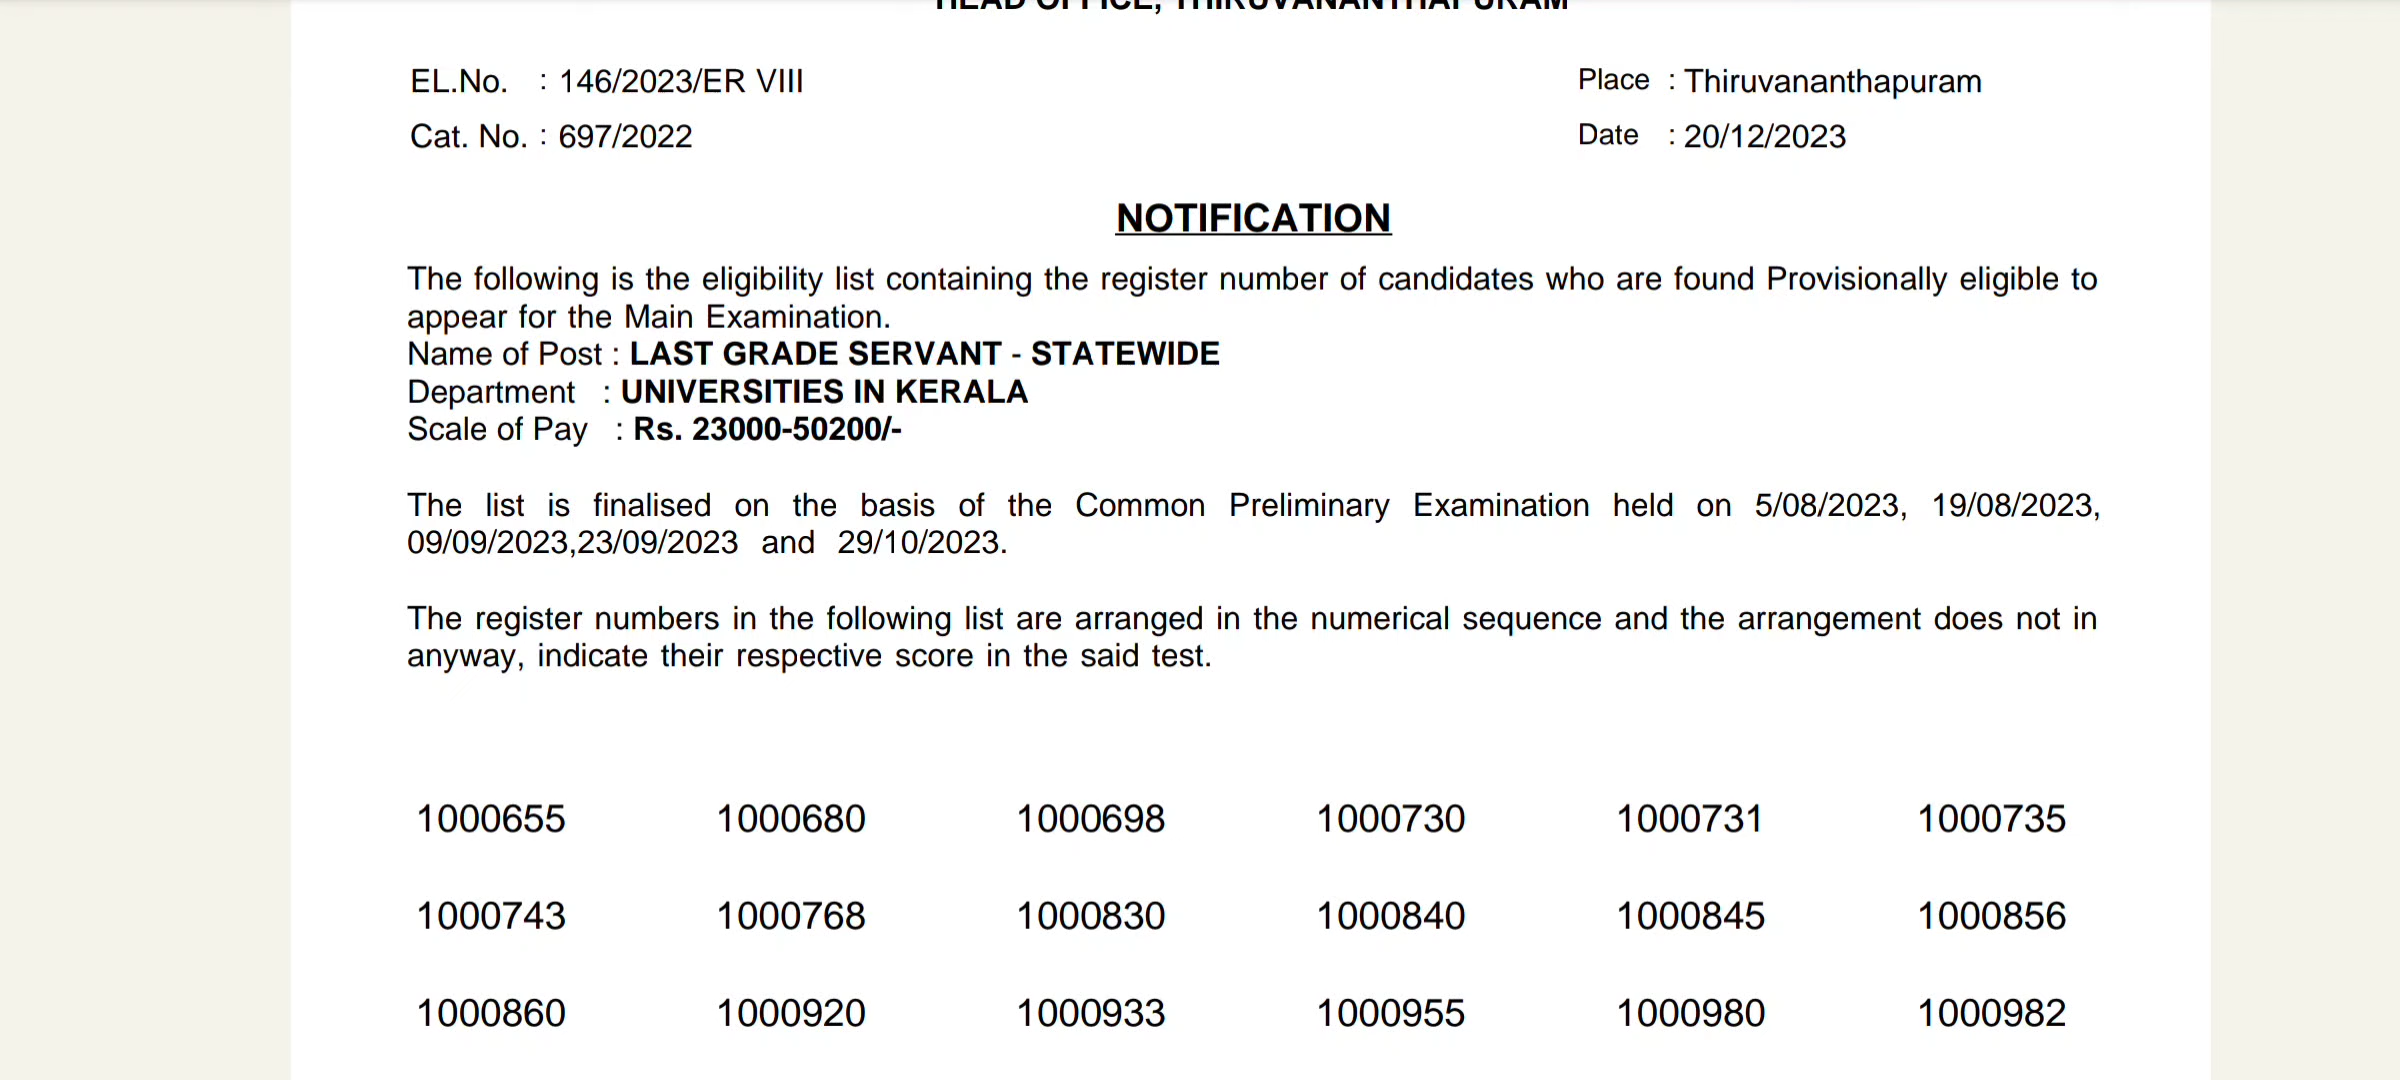 HEAD OFFICE, THIRUVANANTHAPURAM
EL.No. : 146/2023/ER VIII Place : Thiruvananthapuram
Cat. No. : 697/2022 Date : 20/12/2023
NOTIFICATION
The following is the eligibility list containing the register number of candidates who are found Provisionally eligible to
appear for the Main Examination.
Name of Post : LAST GRADE SERVANT - STATEWIDE
Department : UNIVERSITIES IN KERALA
Scale of Pay : Rs. 23000-50200/-
The list is finalised on the basis of the Common Preliminary Examination held on 5/08/2023, 19/08/2023,
09/09/2023,23/09/2023 and 29/10/2023.
The register numbers in the following list are arranged in the numerical sequence and the arrangement does not in
anyway, indicate their respective score in the said test.
1000655 1000680 1000698 1000730 1000731 1000735
1000743 1000768 1000830 1000840 1000845 1000856
1000860 1000920 1000933 1000955 1000980 1000982